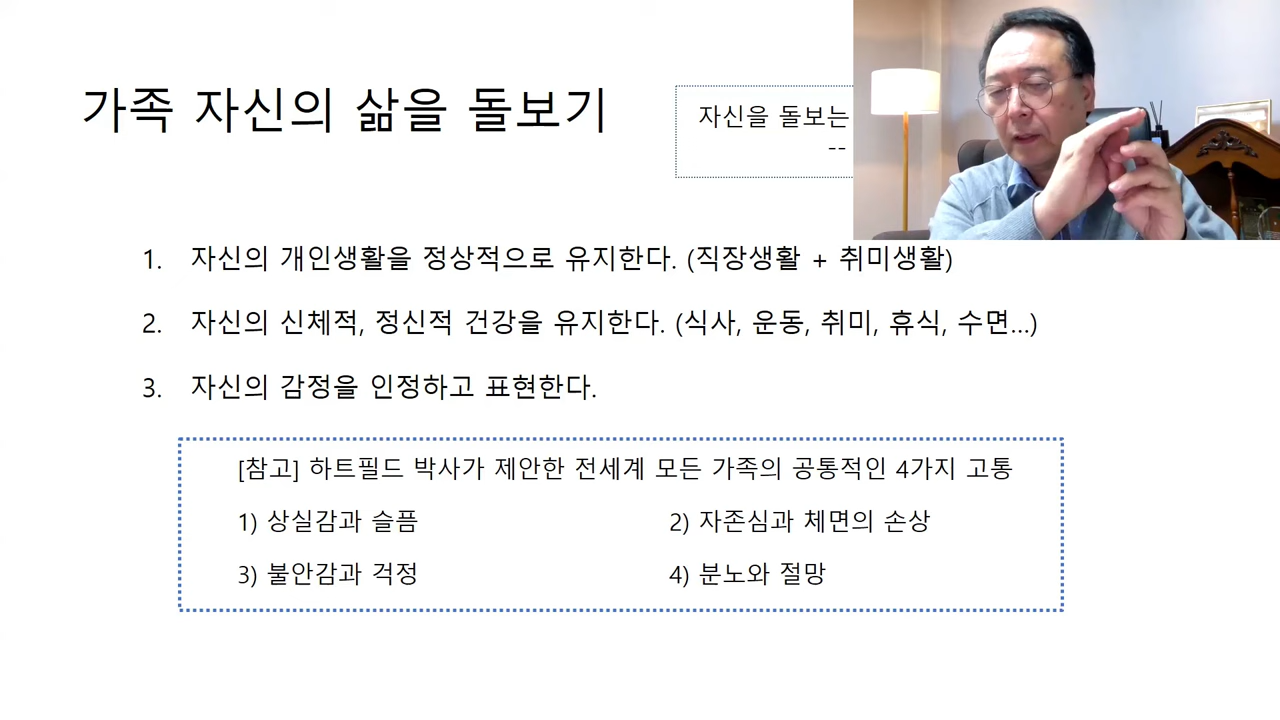 가족 자신의 삶을 돌보기
자신을 돌보는
--
1. 자신의 개인생활을 정상적으로 유지한다. (직장생활 + 취미생활)
2. 자신의 신체적, 정신적 건강을 유지한다. (식사, 운동, 취미, 휴식, 수면...)
3. 자신의 감정을 인정하고 표현한다.
[참고] 하트필드 박사가 제안한 전세계 모든 가족의 공통적인 4가지 고통
1) 상실감과 슬픔
2) 자존심과 체면의 손상
3) 불안감과 걱정
4) 분노와 절망